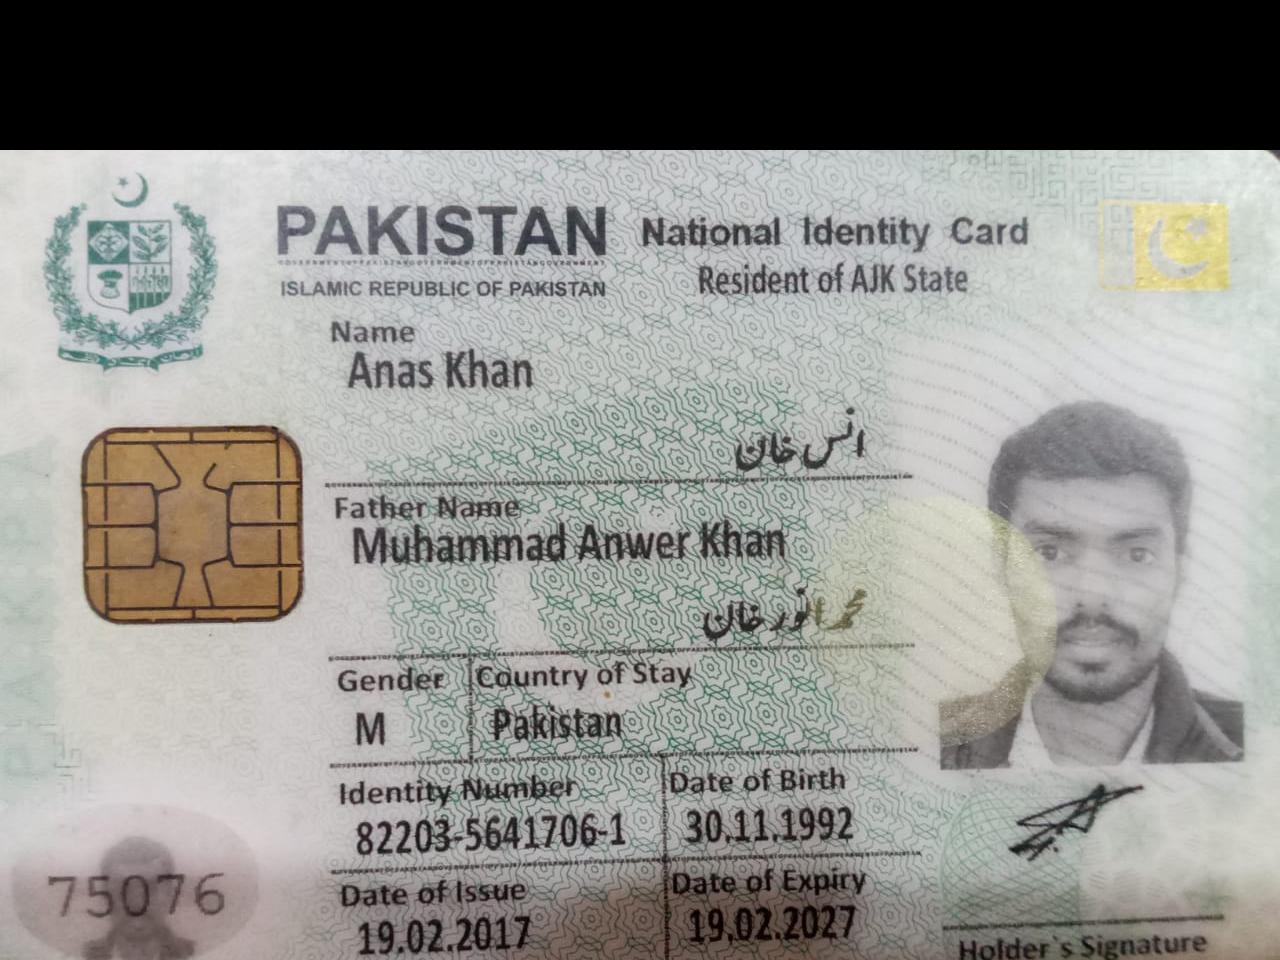 PAKISTAN National Identity Card
ISLAMIC REPUBLIC OF PAKISTAN Resident of AJK State
Name
Anas Khan
انس خان
Father Name
Muhammad Anwer Khan
محمد انور خان
Gender Country of Stay
M Pakistan
Identity Number Date of Birth
82203-5641706-1 30.11.1992
75076
Date of Issue Date of Expiry
19.02.2017 19.02.2027
Holder`s Signature